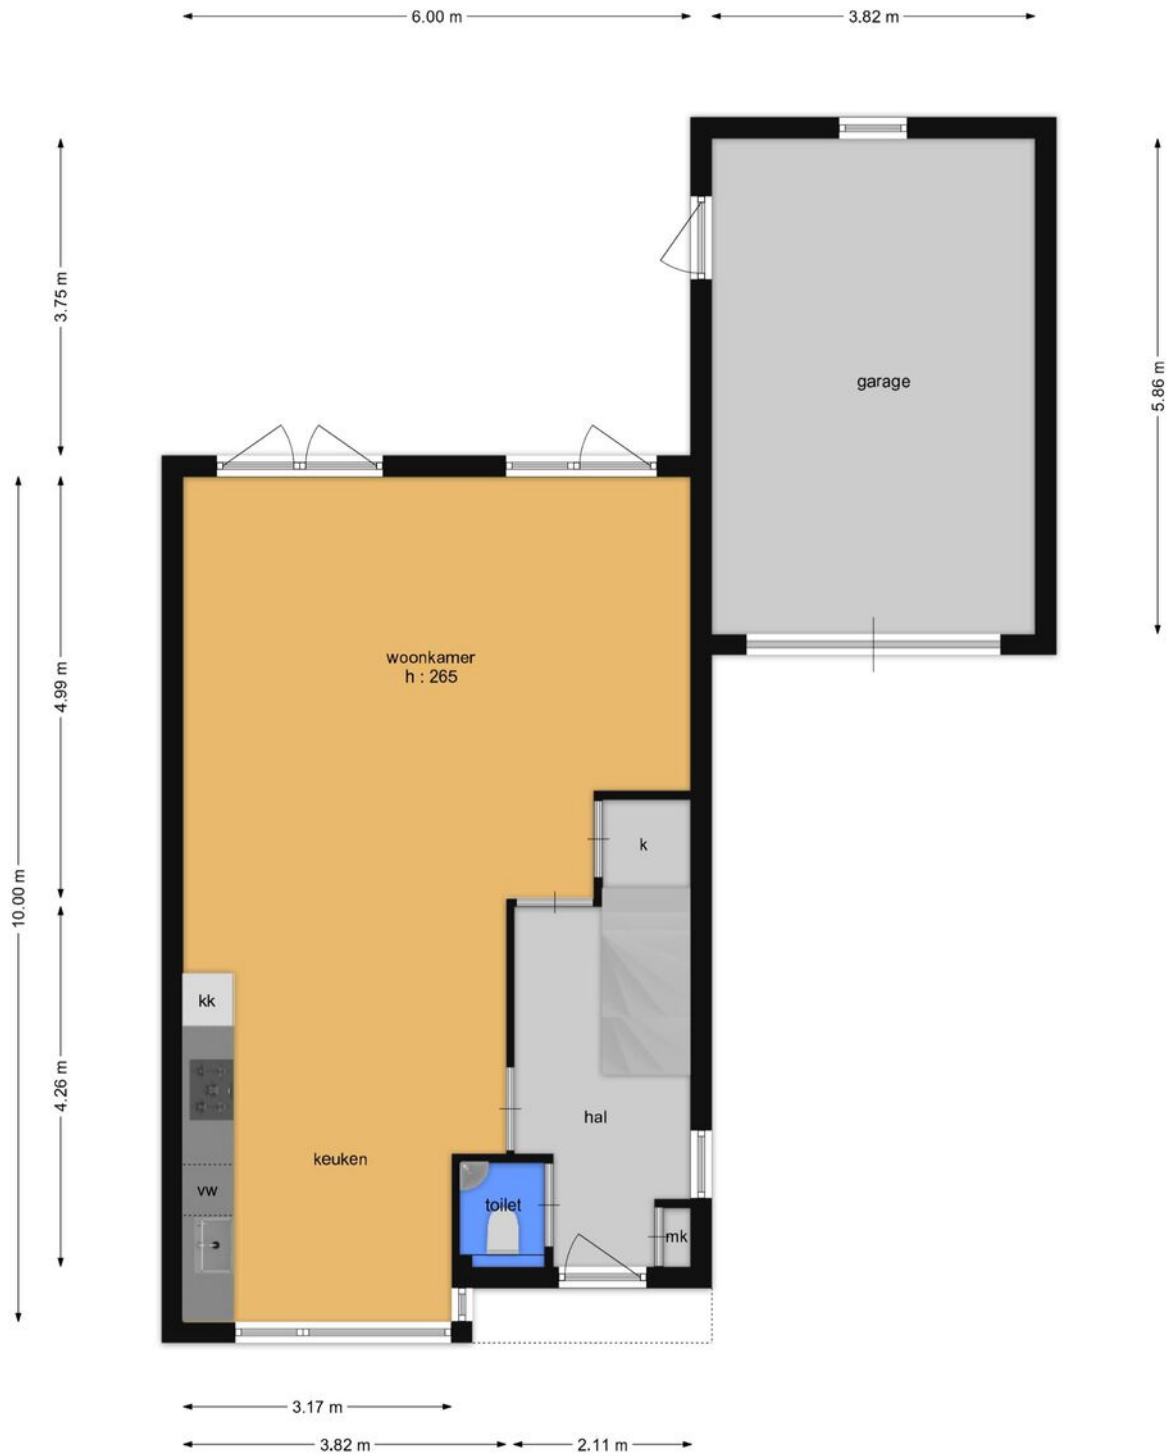 6.00 m
3.82 m
3.75 m
garage
5.86 m
woonkamer
h : 265
4.99 m
k
10.00 m
kk
4.26 m
hal
keuken
vw
toilet
mk
3.17 m
3.82 m
2.11 m